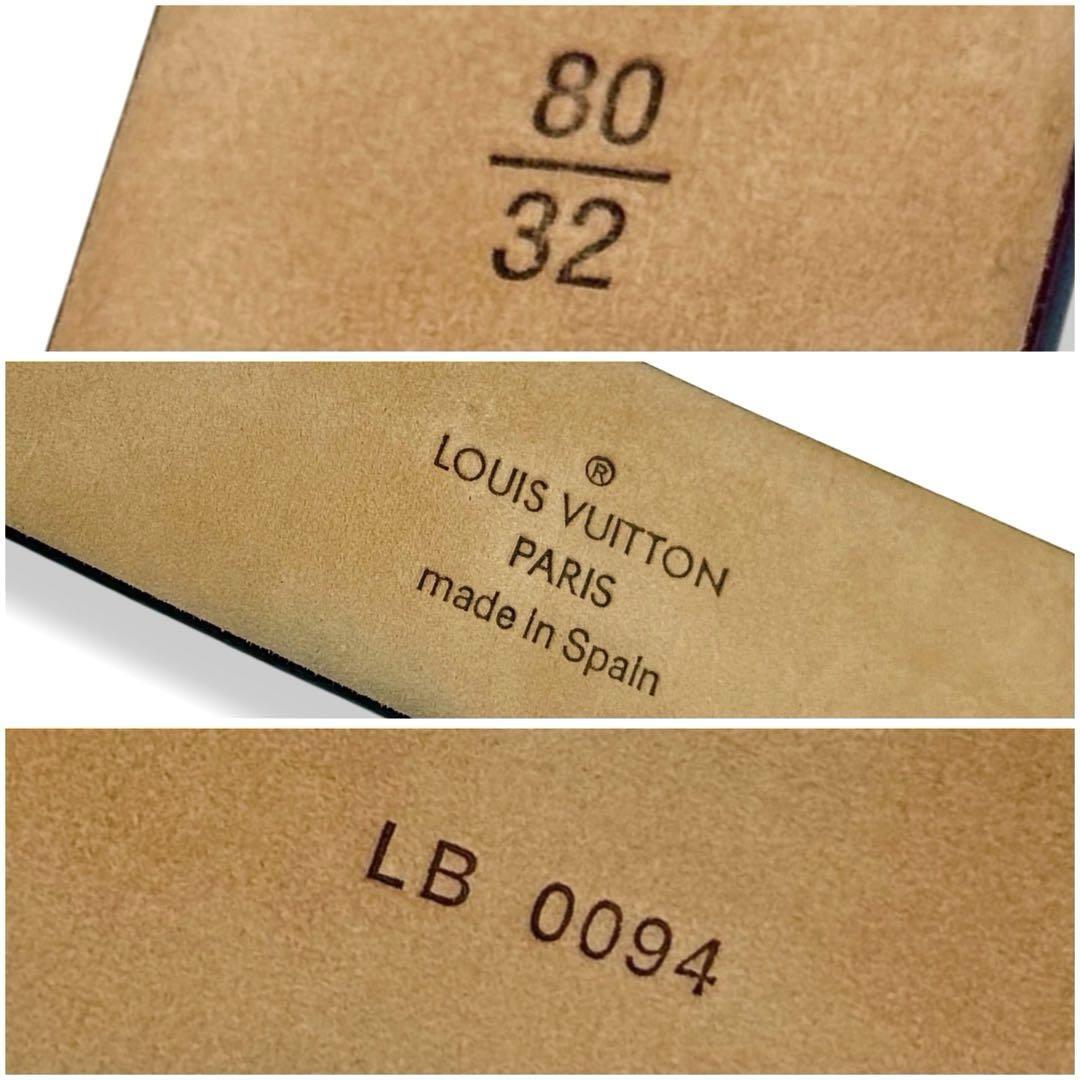 80
32
®
LOUIS VUITTON
PARIS
made in Spain
LB 0094